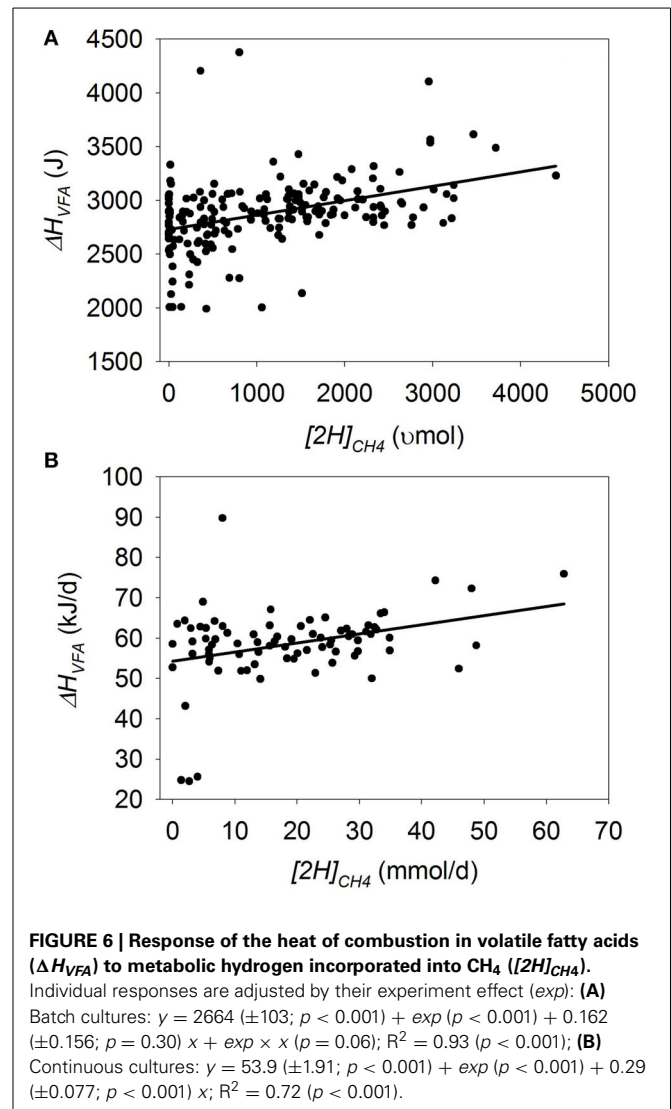 A
4500
4000
3500
3000
2500
2000
1500
ΔH_VFA (J)
0 1000 2000 3000 4000 5000
[2H]_CH4 (υmol)
B
100
90
80
70
60
50
40
30
20
ΔH_VFA (kJ/d)
0 10 20 30 40 50 60 70
[2H]_CH4 (mmol/d)
FIGURE 6 | Response of the heat of combustion in volatile fatty acids
(ΔH_VFA) to metabolic hydrogen incorporated into CH₄ ([2H]_CH4).
Individual responses are adjusted by their experiment effect (exp): (A)
Batch cultures: y = 2664 (±103; p < 0.001) + exp (p < 0.001) + 0.162
(±0.156; p = 0.30) x + exp × x (p = 0.06); R² = 0.93 (p < 0.001); (B)
Continuous cultures: y = 53.9 (±1.91; p < 0.001) + exp (p < 0.001) + 0.29
(±0.077; p < 0.001) x; R² = 0.72 (p < 0.001).